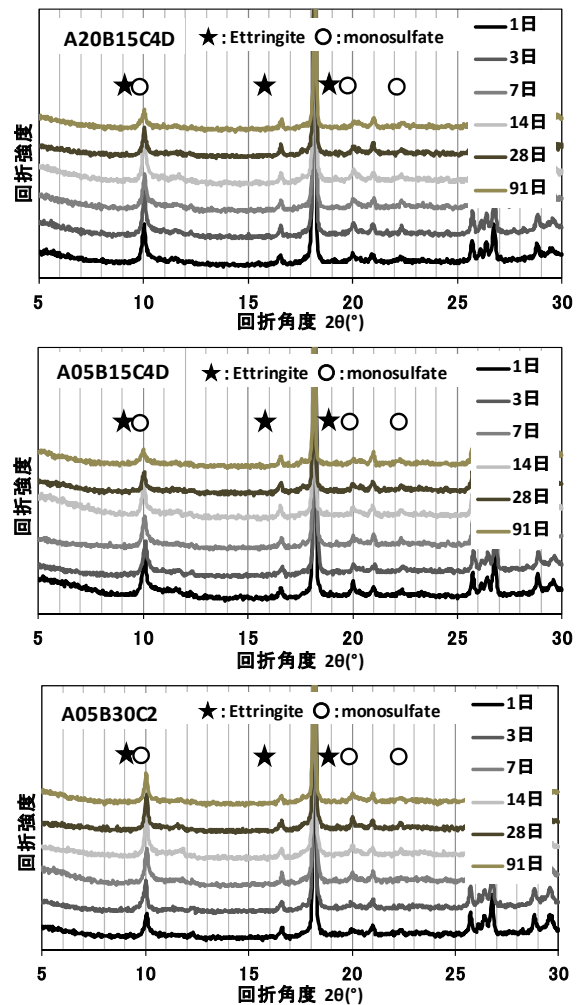 A20B15C4D
★:Ettringite ○:monosulfate
1日
3日
7日
14日
28日
91日
回折強度
5 10 15 20 25 30
回折角度 2θ(°)
A05B15C4D
★:Ettringite ○:monosulfate
1日
3日
7日
14日
28日
91日
回折強度
5 10 15 20 25 30
回折角度 2θ(°)
A05B30C2
★:Ettringite ○:monosulfate
1日
3日
7日
14日
28日
91日
回折強度
5 10 15 20 25 30
回折角度 2θ(°)